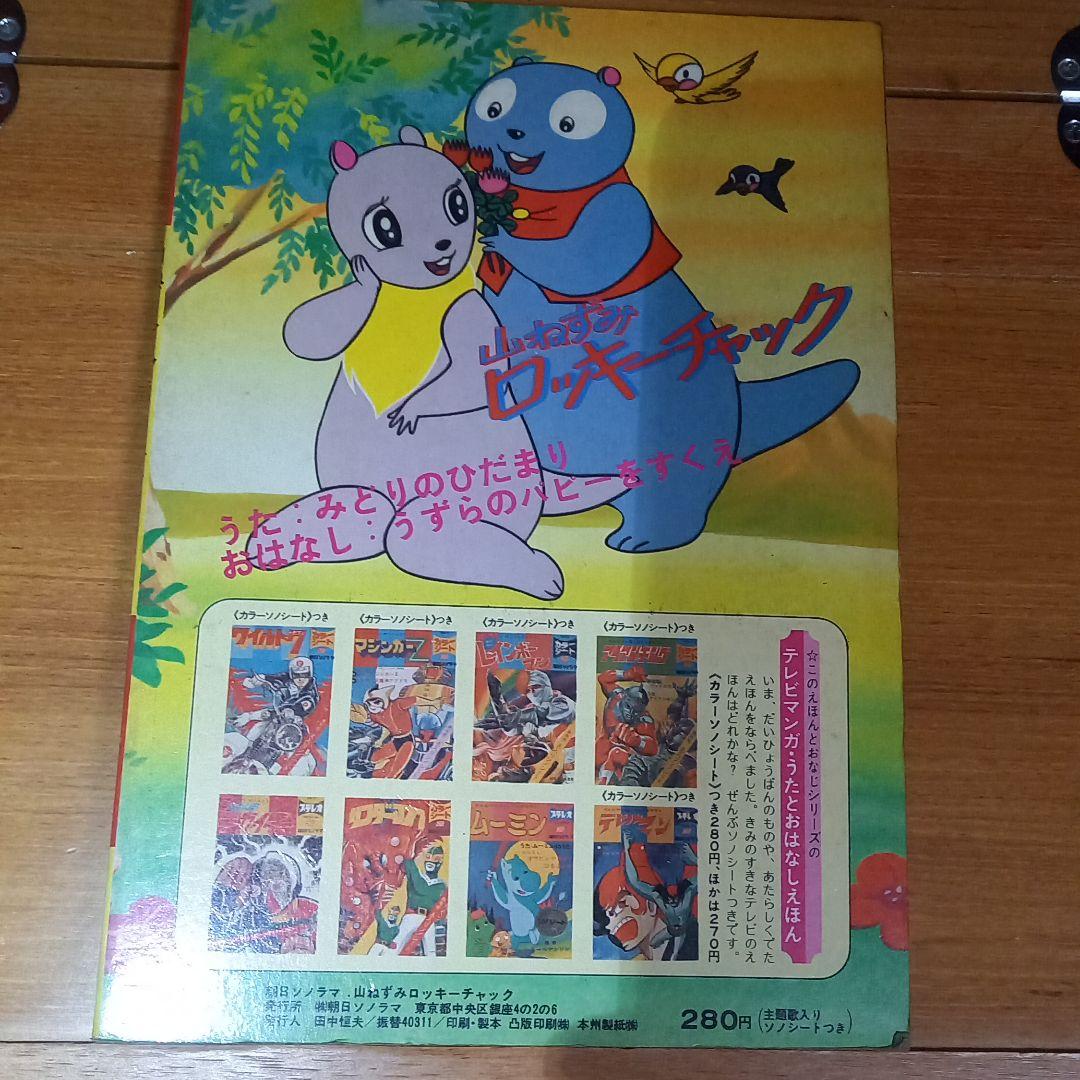 山ねずみ
ロッキーチャック
うた：みどりのひだまり
おはなし：うずらのパピーをすくえ
《カラーソノシート》つき
《カラーソノシート》つき
《カラーソノシート》つき
《カラーソノシート》つき
ワイルド7
マジンガーZ
レインボーマン
ムーミン
ステレオ
ステレオ
ステレオ
《カラーソノシート》つき
デビルマン
☆このえほんとおなじシリーズの
テレビマンガ・うたとおはなしえほん
いま、だいひょうばんのものや、あたらしくでた
えほんをならべました。きみのすきなテレビのえ
ほんはどれかな？　ぜんぶソノシートつきです。
《カラーソノシート》つき280円、ほかは270円
朝日ソノラマ．山ねずみロッキーチャック
発行所　㈱朝日ソノラマ　東京都中央区銀座4の2の6
発行人　田中恒夫／振替40311／印刷・製本　凸版印刷㈱　本州製紙㈱
280円（主題歌入りソノシートつき）